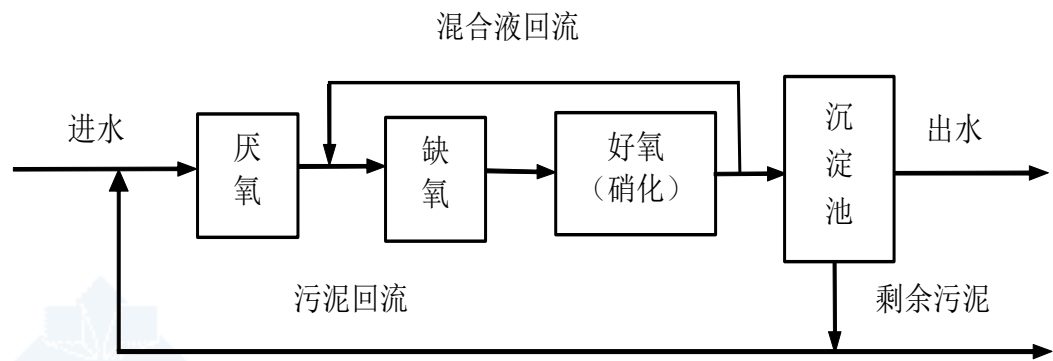 混合液回流
进水
厌
氧
缺
氧
好氧
（硝化）
沉
淀
池
出水
污泥回流
剩余污泥